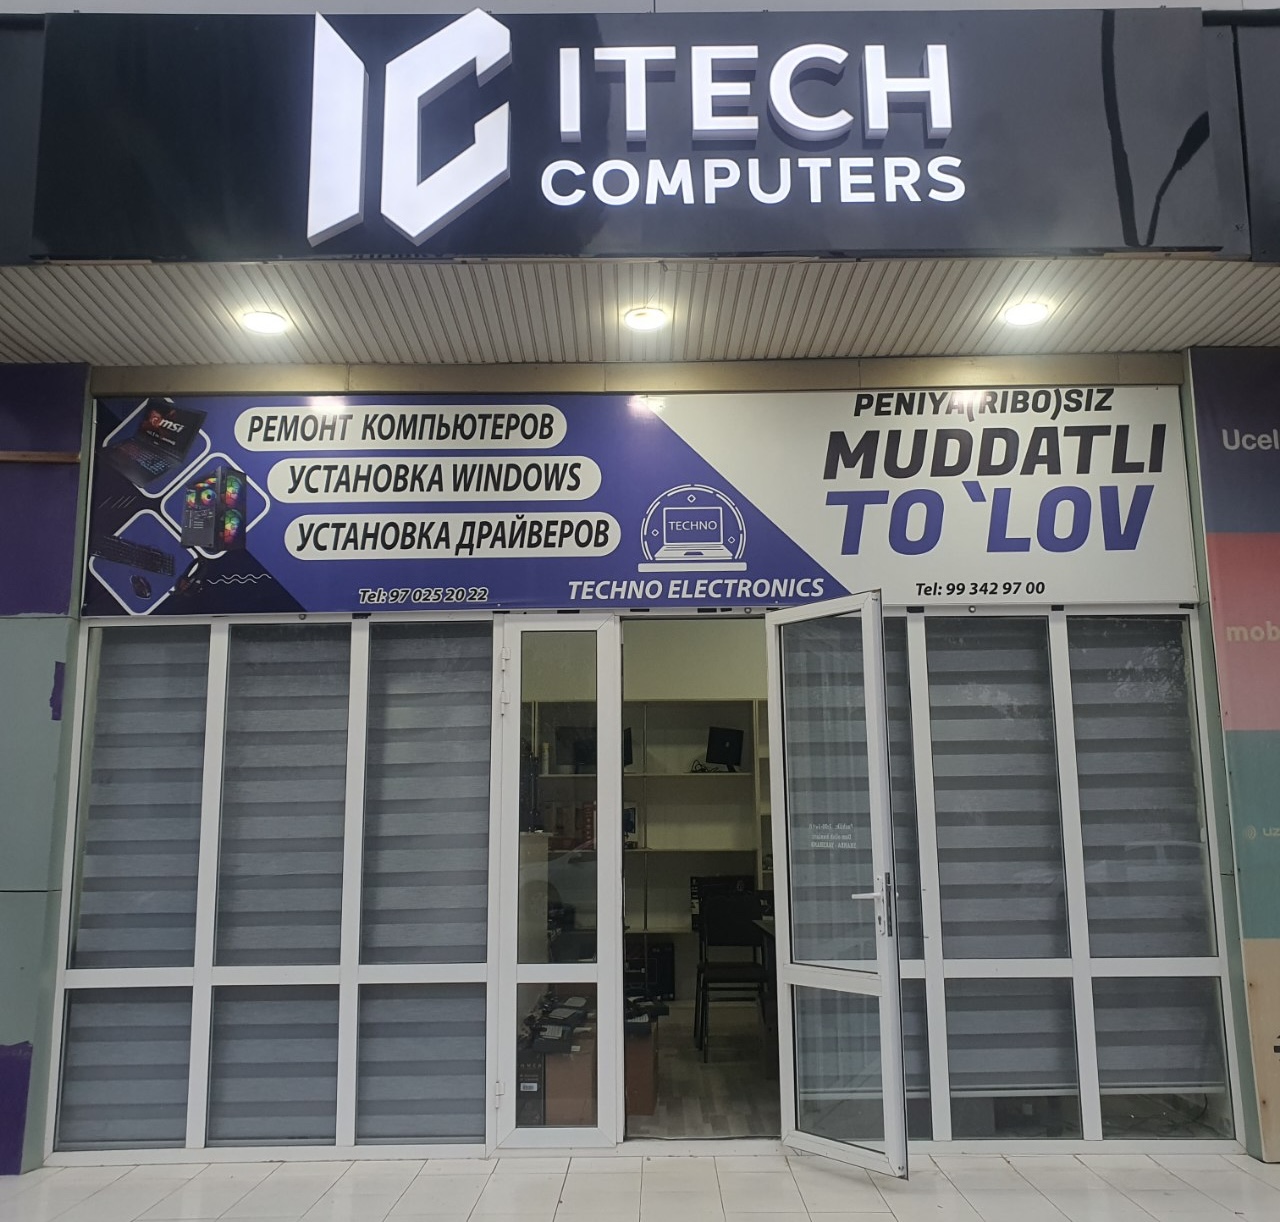 IC
ITECH
COMPUTERS
msi
РЕМОНТ КОМПЬЮТЕРОВ
УСТАНОВКА WINDOWS
УСТАНОВКА ДРАЙВЕРОВ
Tel: 97 025 20 22
TECHNO
TECHNO ELECTRONICS
PENIYA(RIBO)SIZ
MUDDATLI
TO`LOV
Tel: 99 342 97 00
Ucell
mob